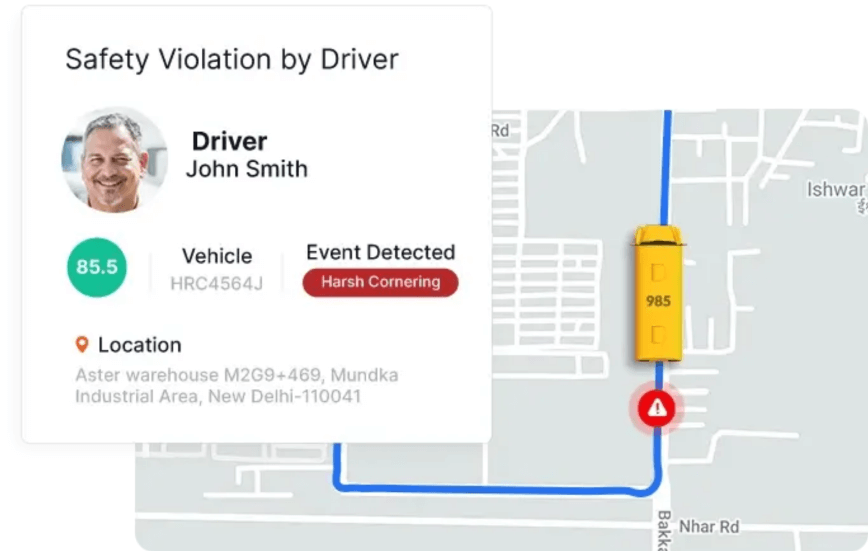 Safety Violation by Driver
Driver
John Smith
85.5
Vehicle
HRC4564J
Event Detected
Harsh Cornering
Location
Aster warehouse M2G9+469, Mundka
Industrial Area, New Delhi-110041
Rd
Ishwar
985
Bakka
Nhar Rd